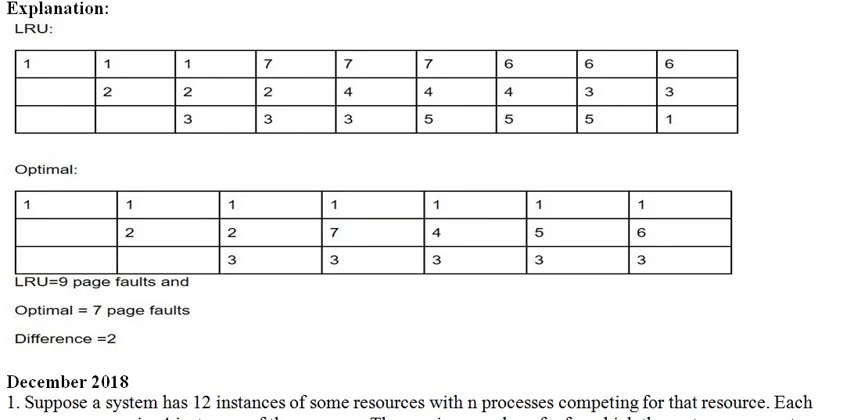 Explanation:
LRU:
1 1 1 7 7 7 6 6 6
2 2 2 4 4 4 3 3
3 3 3 5 5 5 1
Optimal:
1 1 1 1 1 1 1
2 2 7 4 5 6
3 3 3 3 3
LRU=9 page faults and
Optimal = 7 page faults
Difference =2
December 2018
1. Suppose a system has 12 instances of some resources with n processes competing for that resource. Each